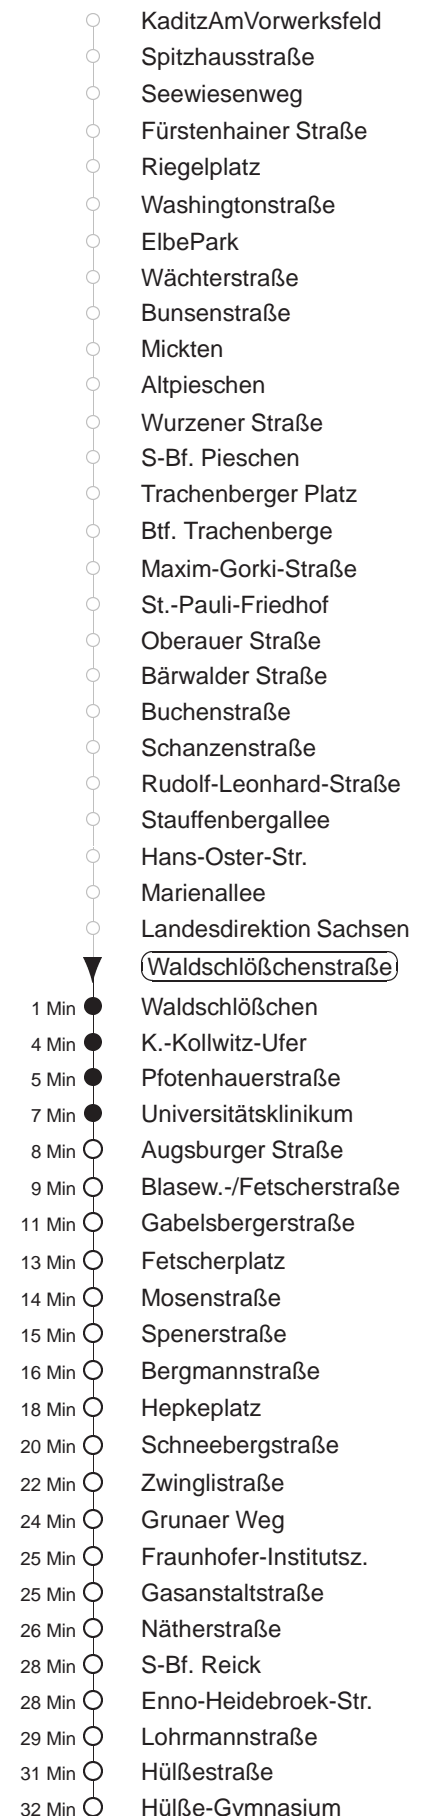 KaditzAmVorwerksfeld
Spitzhausstraße
Seewiesenweg
Fürstenhainer Straße
Riegelplatz
Washingtonstraße
ElbePark
Wächterstraße
Bunsenstraße
Mickten
Altpieschen
Wurzener Straße
S-Bf. Pieschen
Trachenberger Platz
Btf. Trachenberge
Maxim-Gorki-Straße
St.-Pauli-Friedhof
Oberauer Straße
Bärwalder Straße
Buchenstraße
Schanzenstraße
Rudolf-Leonhard-Straße
Stauffenbergallee
Hans-Oster-Str.
Marienallee
Landesdirektion Sachsen
Waldschlößchenstraße
1 Min Waldschlößchen
4 Min K.-Kollwitz-Ufer
5 Min Pfotenhauerstraße
7 Min Universitätsklinikum
8 Min Augsburger Straße
9 Min Blasew.-/Fetscherstraße
11 Min Gabelsbergerstraße
13 Min Fetscherplatz
14 Min Mosenstraße
15 Min Spenerstraße
16 Min Bergmannstraße
18 Min Hepkeplatz
20 Min Schneebergstraße
22 Min Zwinglistraße
24 Min Grunaer Weg
25 Min Fraunhofer-Institutsz.
25 Min Gasanstaltstraße
26 Min Nätherstraße
28 Min S-Bf. Reick
28 Min Enno-Heidebroek-Str.
29 Min Lohrmannstraße
31 Min Hülßestraße
32 Min Hülße-Gymnasium